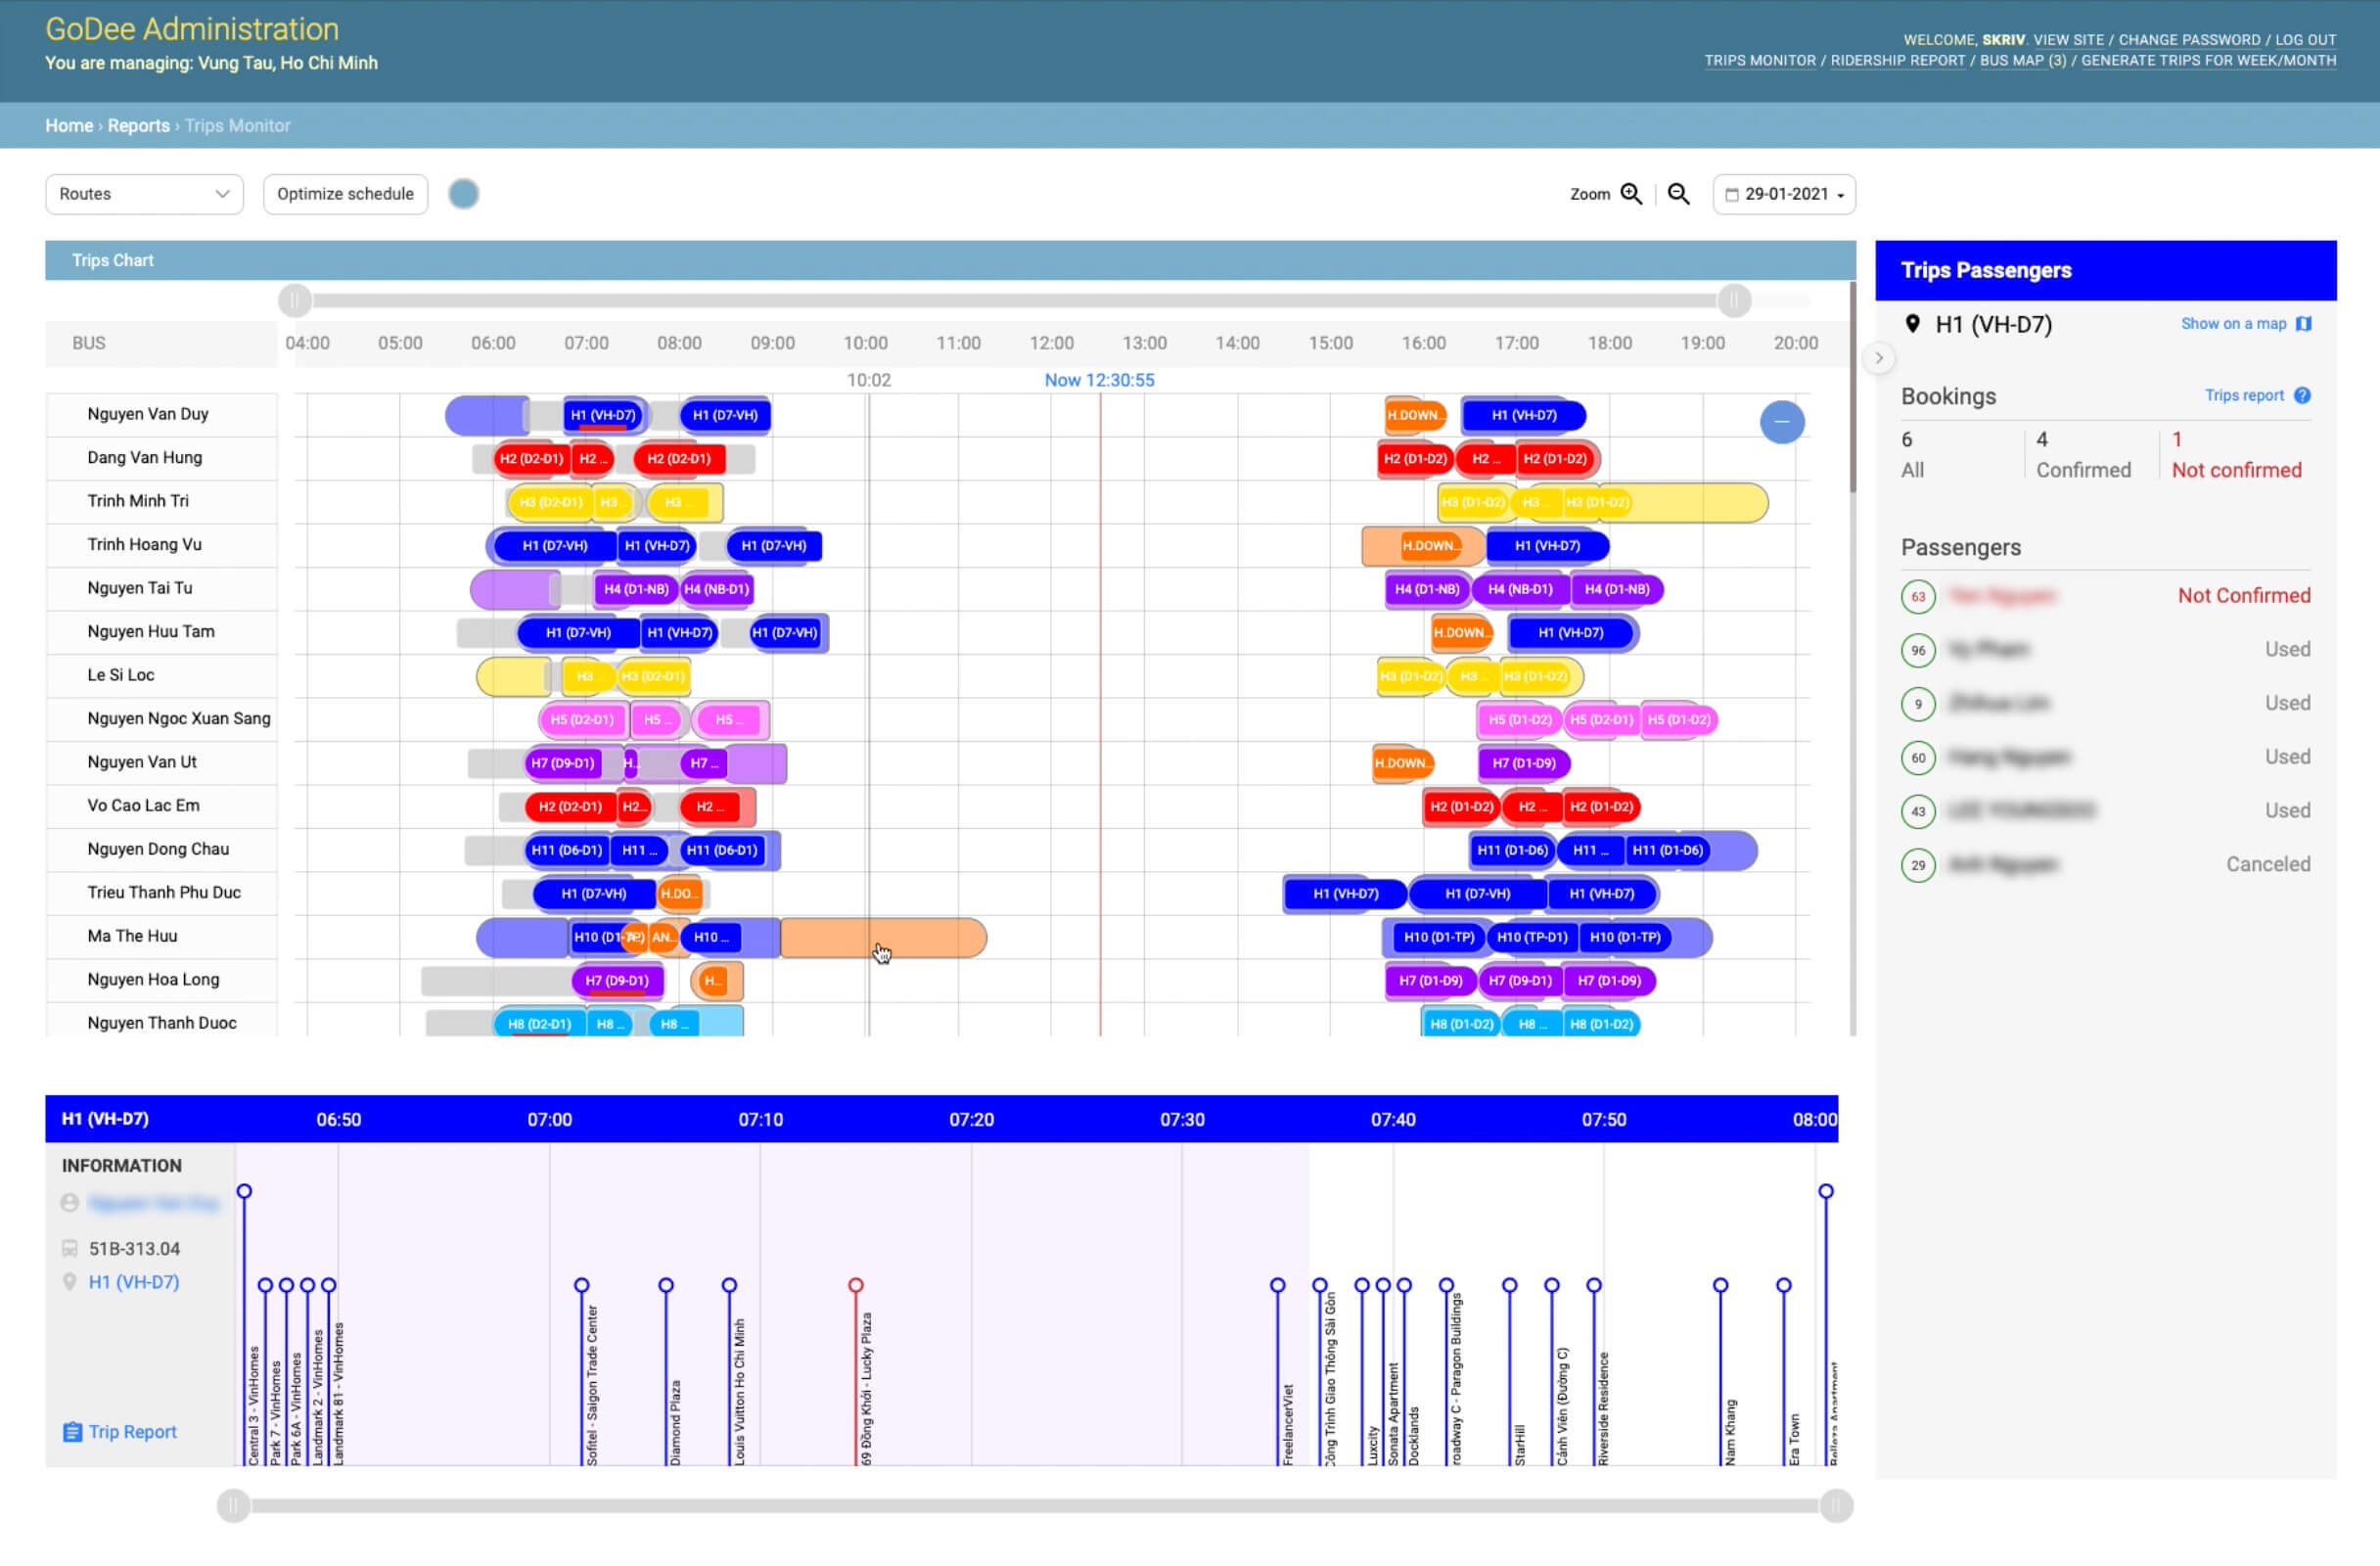 GoDee Administration
You are managing: Vung Tau, Ho Chi Minh
WELCOME, SKRIV. VIEW SITE / CHANGE PASSWORD / LOG OUT
TRIPS MONITOR / RIDERSHIP REPORT / BUS MAP (3) / GENERATE TRIPS FOR WEEK/MONTH
Home › Reports › Trips Monitor
Routes
Optimize schedule
Zoom
29-01-2021
Trips Chart
BUS 04:00 05:00 06:00 07:00 08:00 09:00 10:00 11:00 12:00 13:00 14:00 15:00 16:00 17:00 18:00 19:00 20:00
10:02 Now 12:30:55
Nguyen Van Duy H1 (VH-D7) H1 (D7-VH) H.DOWN... H1 (VH-D7)
Dang Van Hung H2 (D2-D1) H2 ... H2 (D2-D1) H2 (D1-D2) H2 ... H2 (D1-D2)
Trinh Minh Tri H3 (D2-D1) H3 ... H3 ... H3 (D1-D2) H3 ... H3 (D1-D2)
Trinh Hoang Vu H1 (D7-VH) H1 (VH-D7) H1 (D7-VH) H.DOWN... H1 (VH-D7)
Nguyen Tai Tu H4 (D1-NB) H4 (NB-D1) H4 (D1-NB) H4 (NB-D1) H4 (D1-NB)
Nguyen Huu Tam H1 (D7-VH) H1 (VH-D7) H1 (D7-VH) H.DOWN... H1 (VH-D7)
Le Si Loc H3 ... H3 (D2-D1) H3 (D1-D2) H3 ... H3 (D1-D2)
Nguyen Ngoc Xuan Sang H5 (D2-D1) H5 ... H5 ... H5 (D1-D2) H5 (D2-D1) H5 (D1-D2)
Nguyen Van Ut H7 (D9-D1) H... H7 ... H.DOWN... H7 (D1-D9)
Vo Cao Lac Em H2 (D2-D1) H2... H2 ... H2 (D1-D2) H2 ... H2 (D1-D2)
Nguyen Dong Chau H11 (D6-D1) H11 ... H11 (D6-D1) H11 (D1-D6) H11 ... H11 (D1-D6)
Trieu Thanh Phu Duc H1 (D7-VH) H.DO... H1 (VH-D7) H1 (D7-VH) H1 (VH-D7)
Ma The Huu H10 (D1-TP) AN... H10 ... H10 (D1-TP) H10 (TP-D1) H10 (D1-TP)
Nguyen Hoa Long H7 (D9-D1) H... H7 (D1-D9) H7 (D9-D1) H7 (D1-D9)
Nguyen Thanh Duoc H8 (D2-D1) H8 ... H8 ... H8 (D1-D2) H8 ... H8 (D1-D2)
Trips Passengers
H1 (VH-D7) Show on a map
Bookings Trips report ?
6 4 1
All Confirmed Not confirmed
Passengers
63 Not Confirmed
96 Used
9 Used
60 Used
43 Used
29 Canceled
H1 (VH-D7) 06:50 07:00 07:10 07:20 07:30 07:40 07:50 08:00
INFORMATION
51B-313.04
H1 (VH-D7)
Trip Report
Central 3 - VinHomes
Park 7 - VinHomes
Park 6A - VinHomes
Landmark 2 - VinHomes
Landmark 81 - VinHomes
Sofitel - Saigon Trade Center
Diamond Plaza
Louis Vuitton Ho Chi Minh
69 Đồng Khởi - Lucky Plaza
FreelancerViet
Công Trình Giao Thông Sài Gòn
Luxcity
Sonata Apartment
Docklands
roadway C - Paragon Buildings
StarHill
Cảnh Viên (Đường C)
Riverside Residence
Nam Khang
Era Town